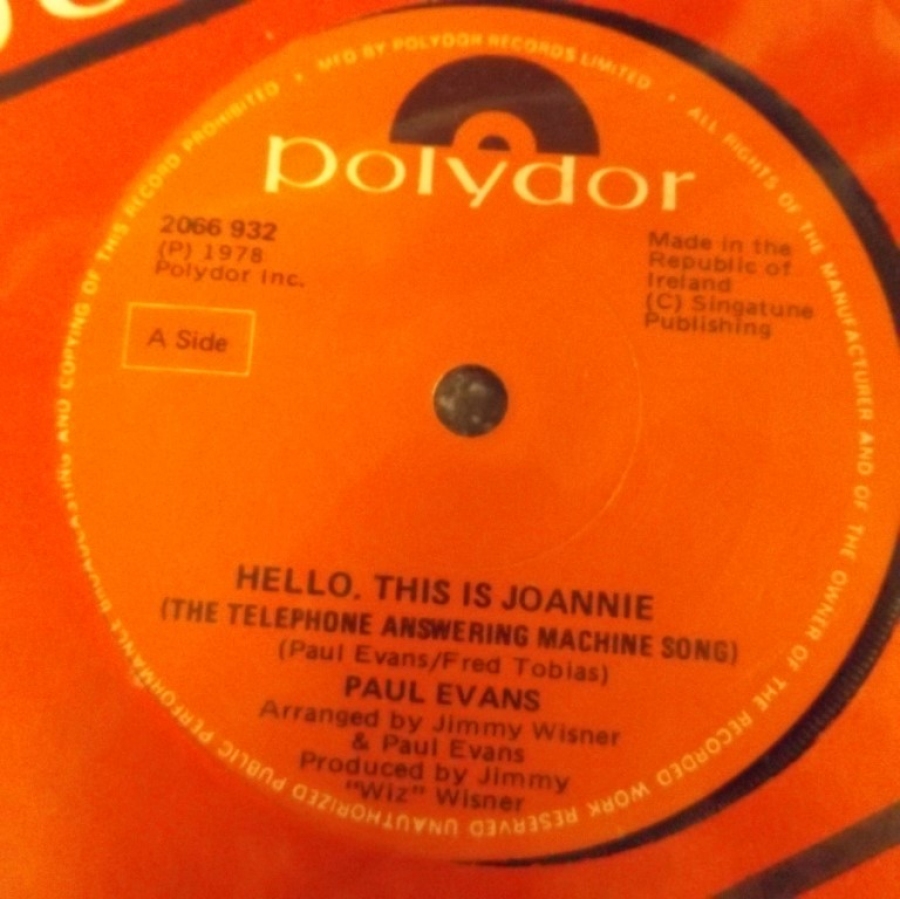 MFD BY POLYDOR RECORDS LIMITED • ALL RIGHTS OF THE MANUFACTURER AND OF THE OWNER OF THE RECORDED WORK RESERVED UNAUTHORIZED PUBLIC PERFORMANCE BROADCASTING AND COPYING OF THIS RECORD PROHIBITED •
polydor
2066 932
(P) 1978
Polydor Inc.
Made in the
Republic of
Ireland
(C) Singatune
Publishing
A Side
HELLO. THIS IS JOANNIE
(THE TELEPHONE ANSWERING MACHINE SONG)
(Paul Evans/Fred Tobias)
PAUL EVANS
Arranged by Jimmy Wisner
& Paul Evans
Produced by Jimmy
"Wiz" Wisner